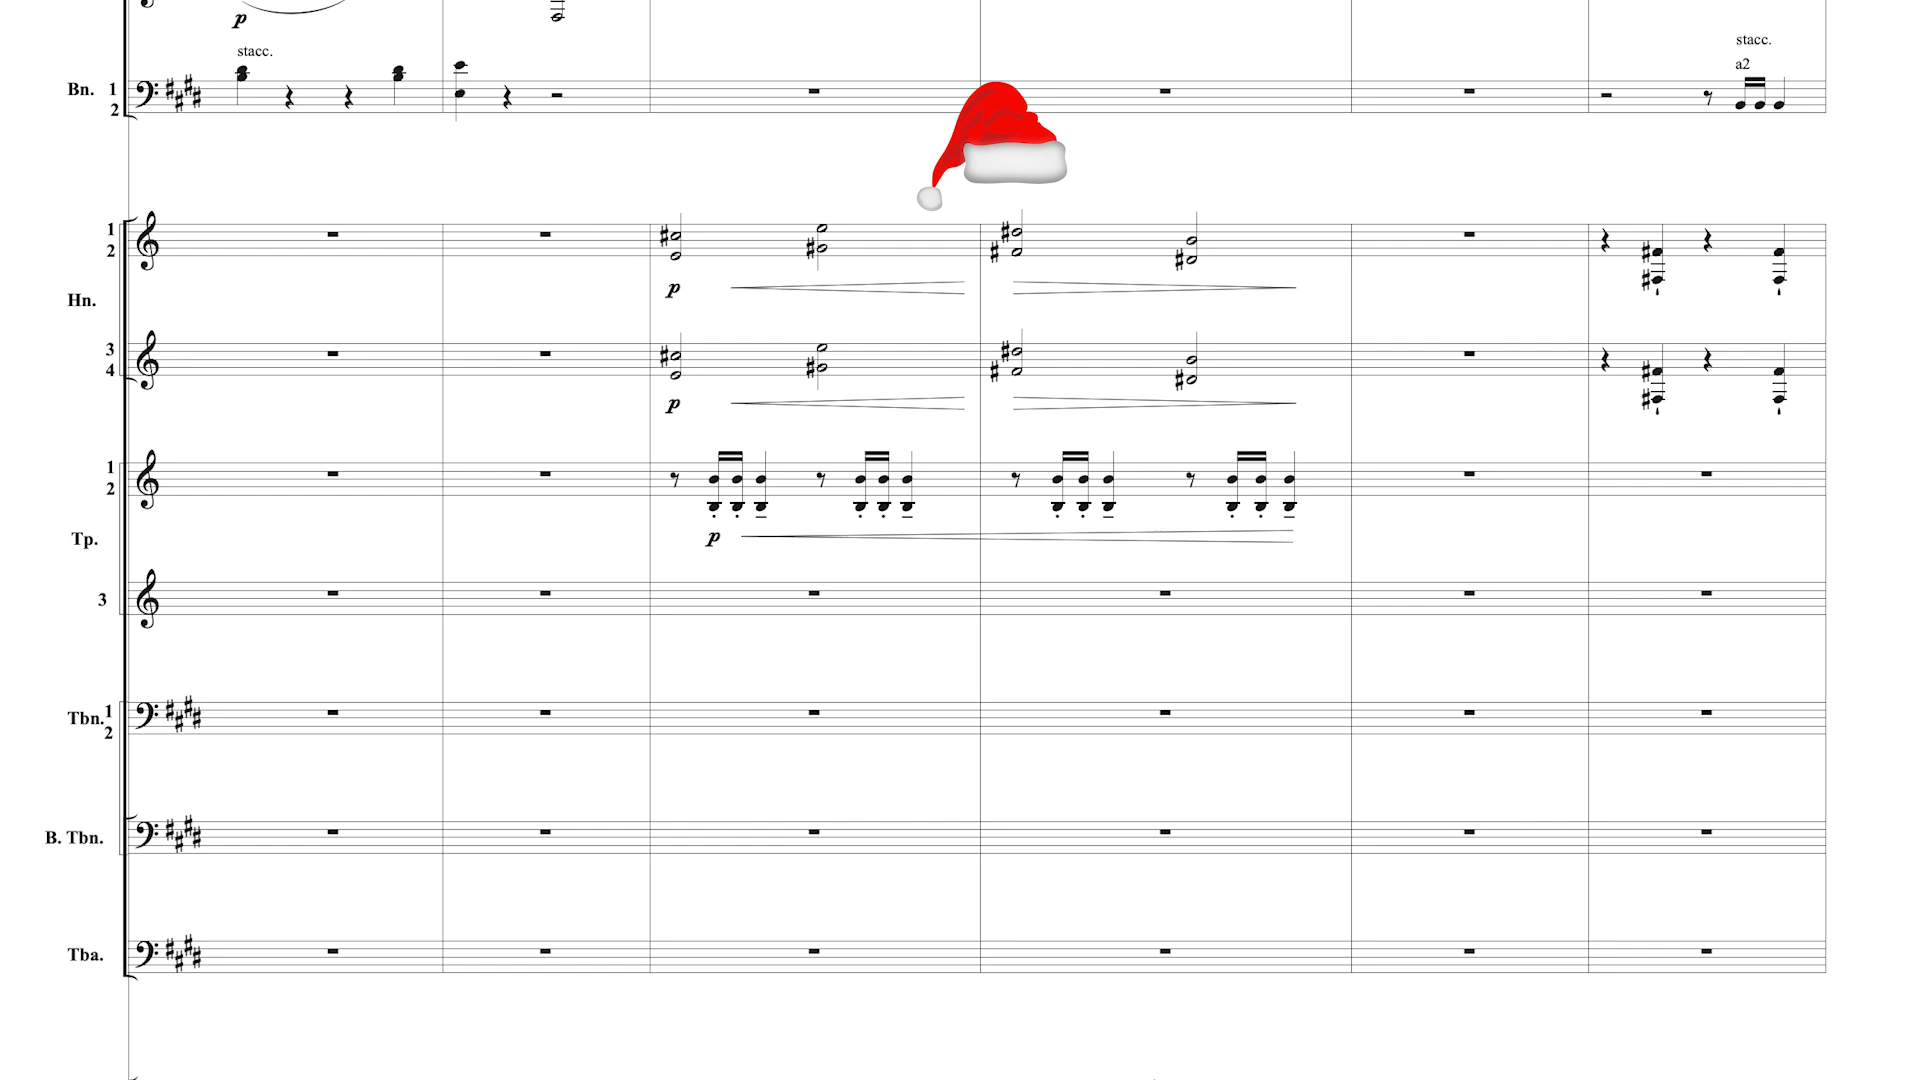 p
stacc.
stacc.
a2
Bn. 1
2
1
2
Hn.
p
3
4
p
1
2
Tp.
p
3
Tbn. 1
2
B. Tbn.
Tba.